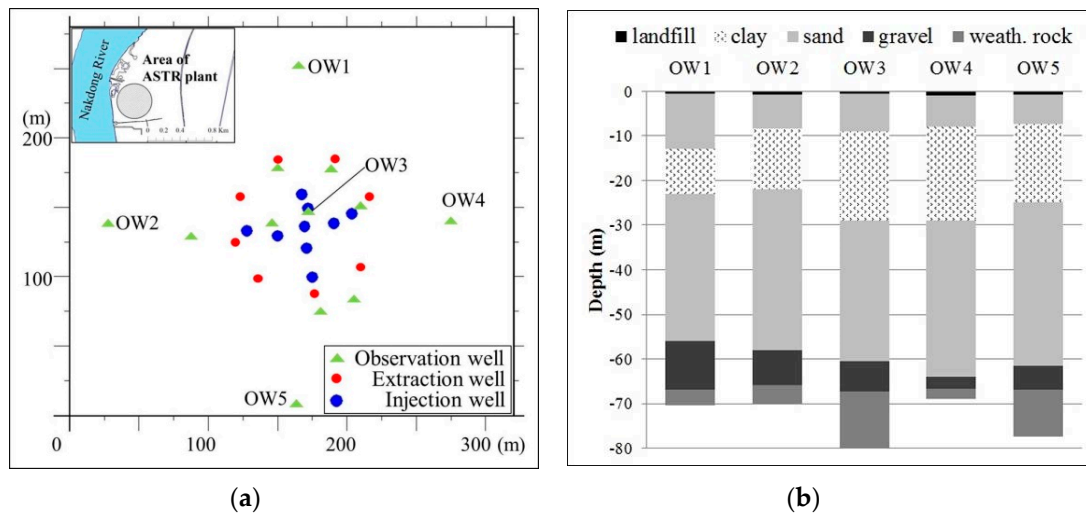 Nakdong River
Area of
ASTR plant
0 0.2 0.4 0.8 Km
OW1
(m)
200
OW3
OW2
OW4
100
Observation well
Extraction well
Injection well
OW5
0 100 200 300 (m)
(a)
landfill clay sand gravel weath. rock
OW1 OW2 OW3 OW4 OW5
0
-10
-20
-30
-40
-50
-60
-70
-80
Depth (m)
(b)